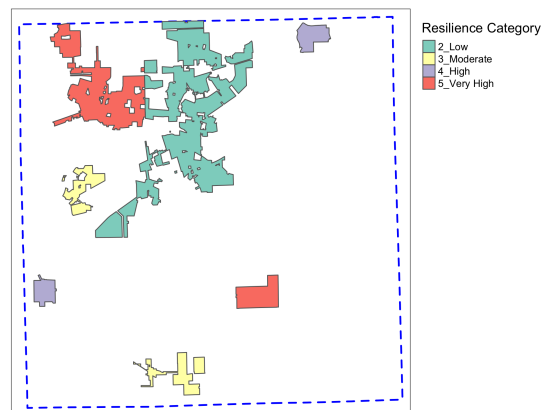 Resilience Category
2_Low
3_Moderate
4_High
5_Very High